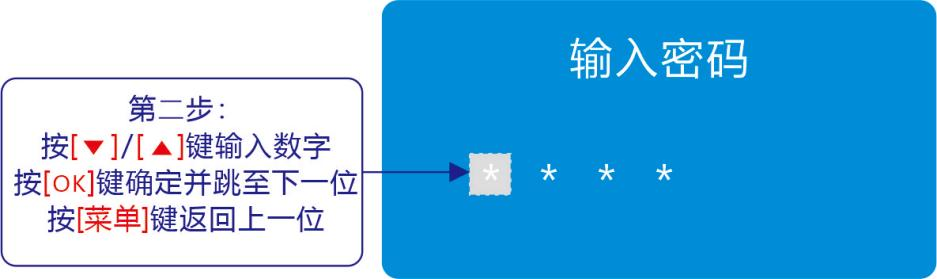 输入密码
第二步：
按[▼]/[▲]键输入数字
按[OK]键确定并跳至下一位
按[菜单]键返回上一位
* * * *